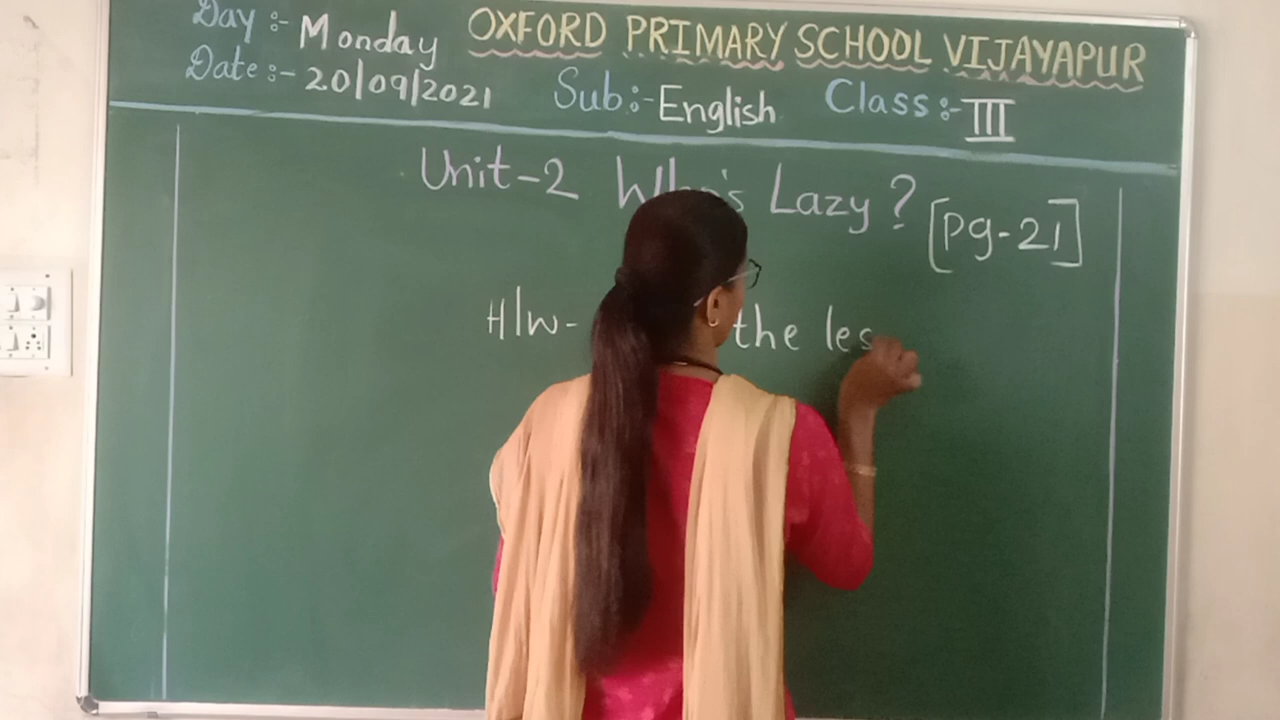 Day :- Monday OXFORD PRIMARY SCHOOL VIJAYAPUR
Date :- 20/09/2021 Sub :- English Class :- III
Unit-2 Who's Lazy ? [Pg-21]
H/w- the les